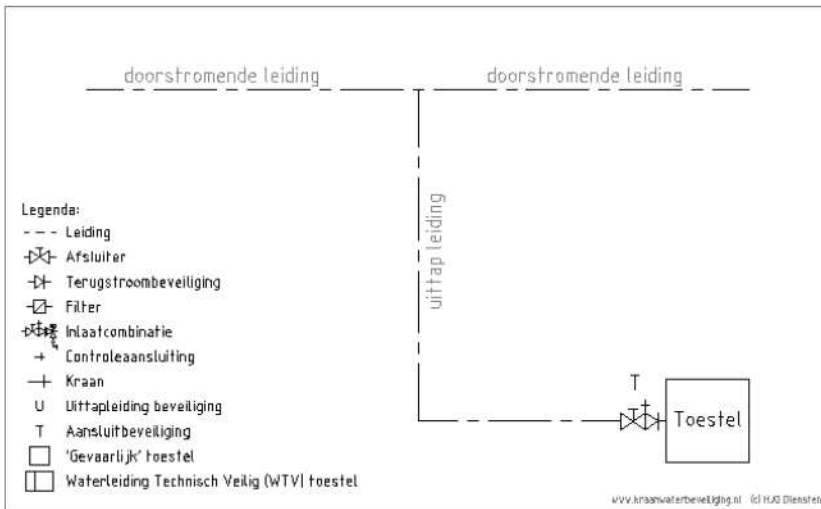 doorstromende leiding
doorstromende leiding
uittap leiding
Legenda:
Leiding
Afsluiter
Terugstroombeveiliging
Filter
Inlaatcombinatie
Controleaansluiting
Kraan
U Uittapleiding beveiliging
T Aansluitbeveiliging
'Gevaarlijk' toestel
Waterleiding Technisch Veilig (WTV) toestel
T
Toestel
www.kraanwaterbeveiliging.nl (c) HJO Diensten